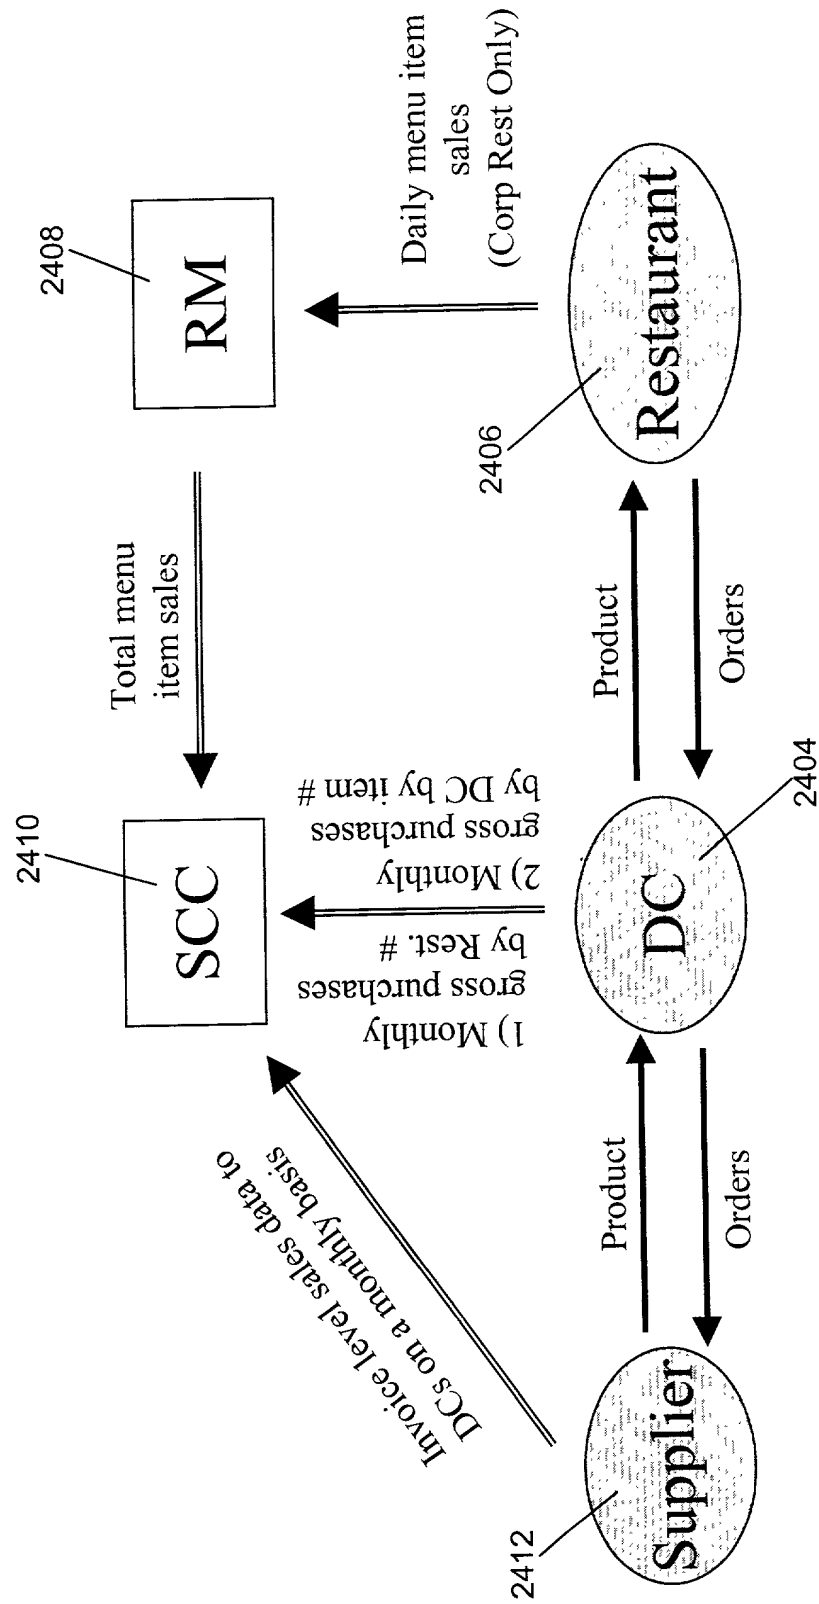 2410
SCC
Total menu
item sales
2408
RM
Invoice level sales data to
DCs on a monthly basis
1) Monthly
gross purchases
by Rest. #
2) Monthly
gross purchases
by DC by item #
Daily menu item
sales
(Corp Rest Only)
2412
Supplier
Product
Orders
DC
2404
Product
Orders
2406
Restaurant